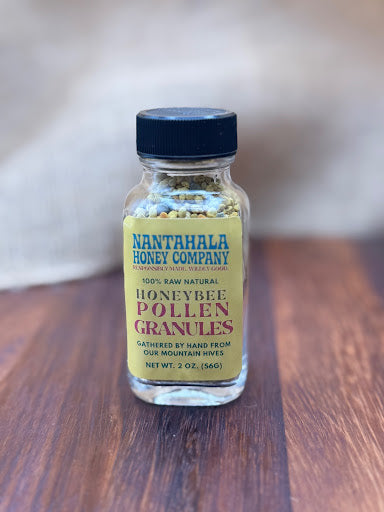 NANTAHALA
HONEY COMPANY
RESPONSIBLY MADE. WILDLY GOOD.
100% RAW NATURAL
HONEYBEE
POLLEN
GRANULES
GATHERED BY HAND FROM
OUR MOUNTAIN HIVES
NET WT. 2 OZ. (56G)